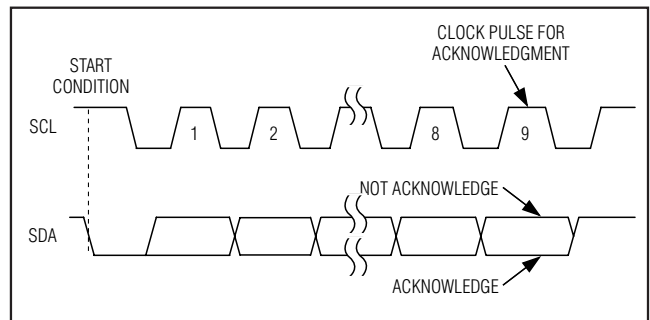 CLOCK PULSE FOR
ACKNOWLEDGMENT
START
CONDITION
SCL
1
2
8
9
NOT ACKNOWLEDGE
SDA
ACKNOWLEDGE